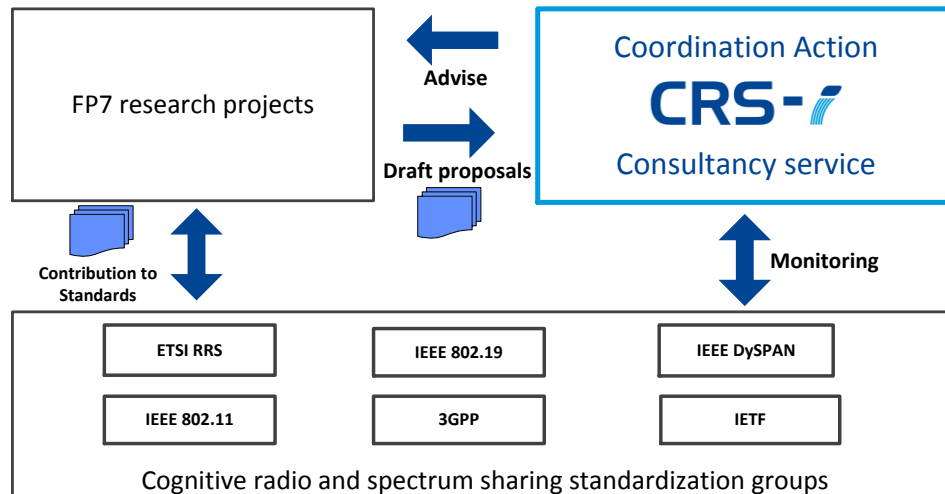 FP7 research projects
Advise
Draft proposals
Coordination Action
CRS-i
Consultancy service
Contribution to
Standards
Monitoring
ETSI RRS
IEEE 802.19
IEEE DySPAN
IEEE 802.11
3GPP
IETF
Cognitive radio and spectrum sharing standardization groups